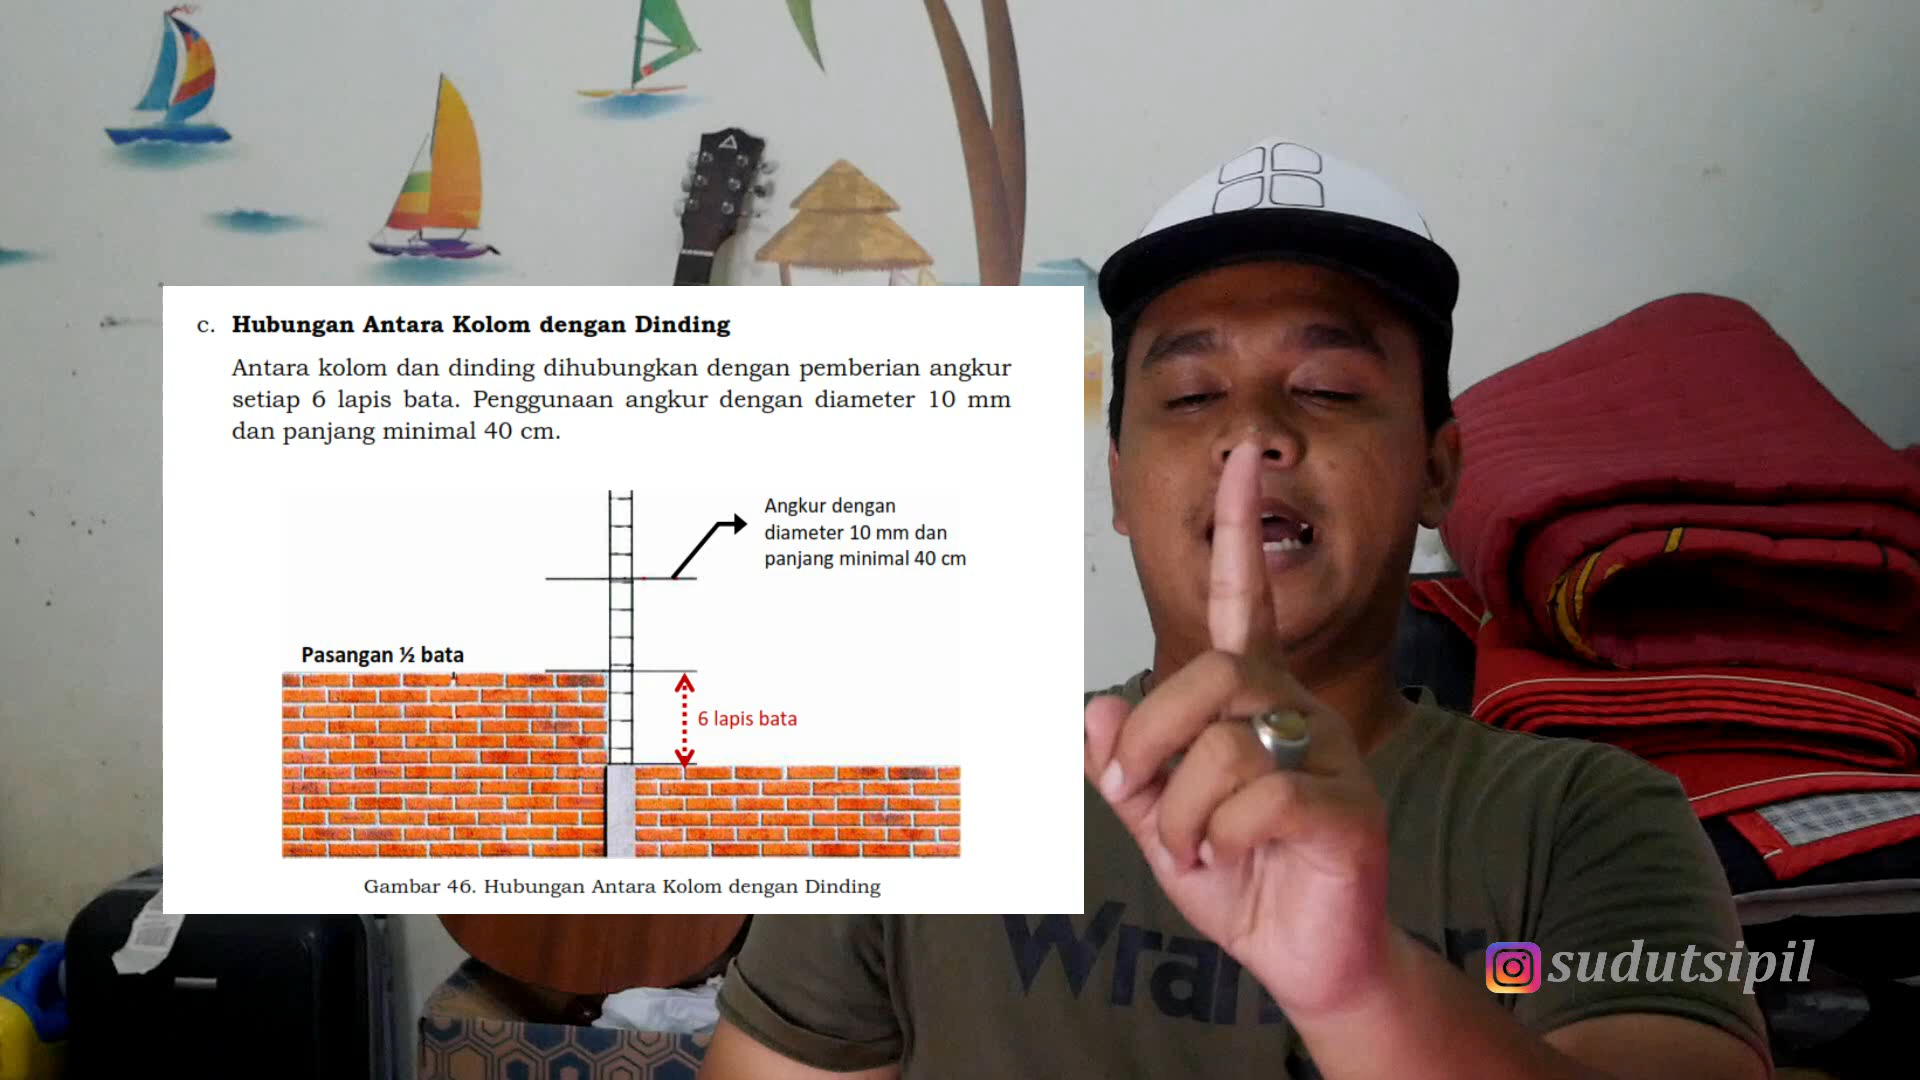 c. Hubungan Antara Kolom dengan Dinding
Antara kolom dan dinding dihubungkan dengan pemberian angkur
setiap 6 lapis bata. Penggunaan angkur dengan diameter 10 mm
dan panjang minimal 40 cm.
Angkur dengan
diameter 10 mm dan
panjang minimal 40 cm
Pasangan ½ bata
6 lapis bata
Gambar 46. Hubungan Antara Kolom dengan Dinding
sudutsipil